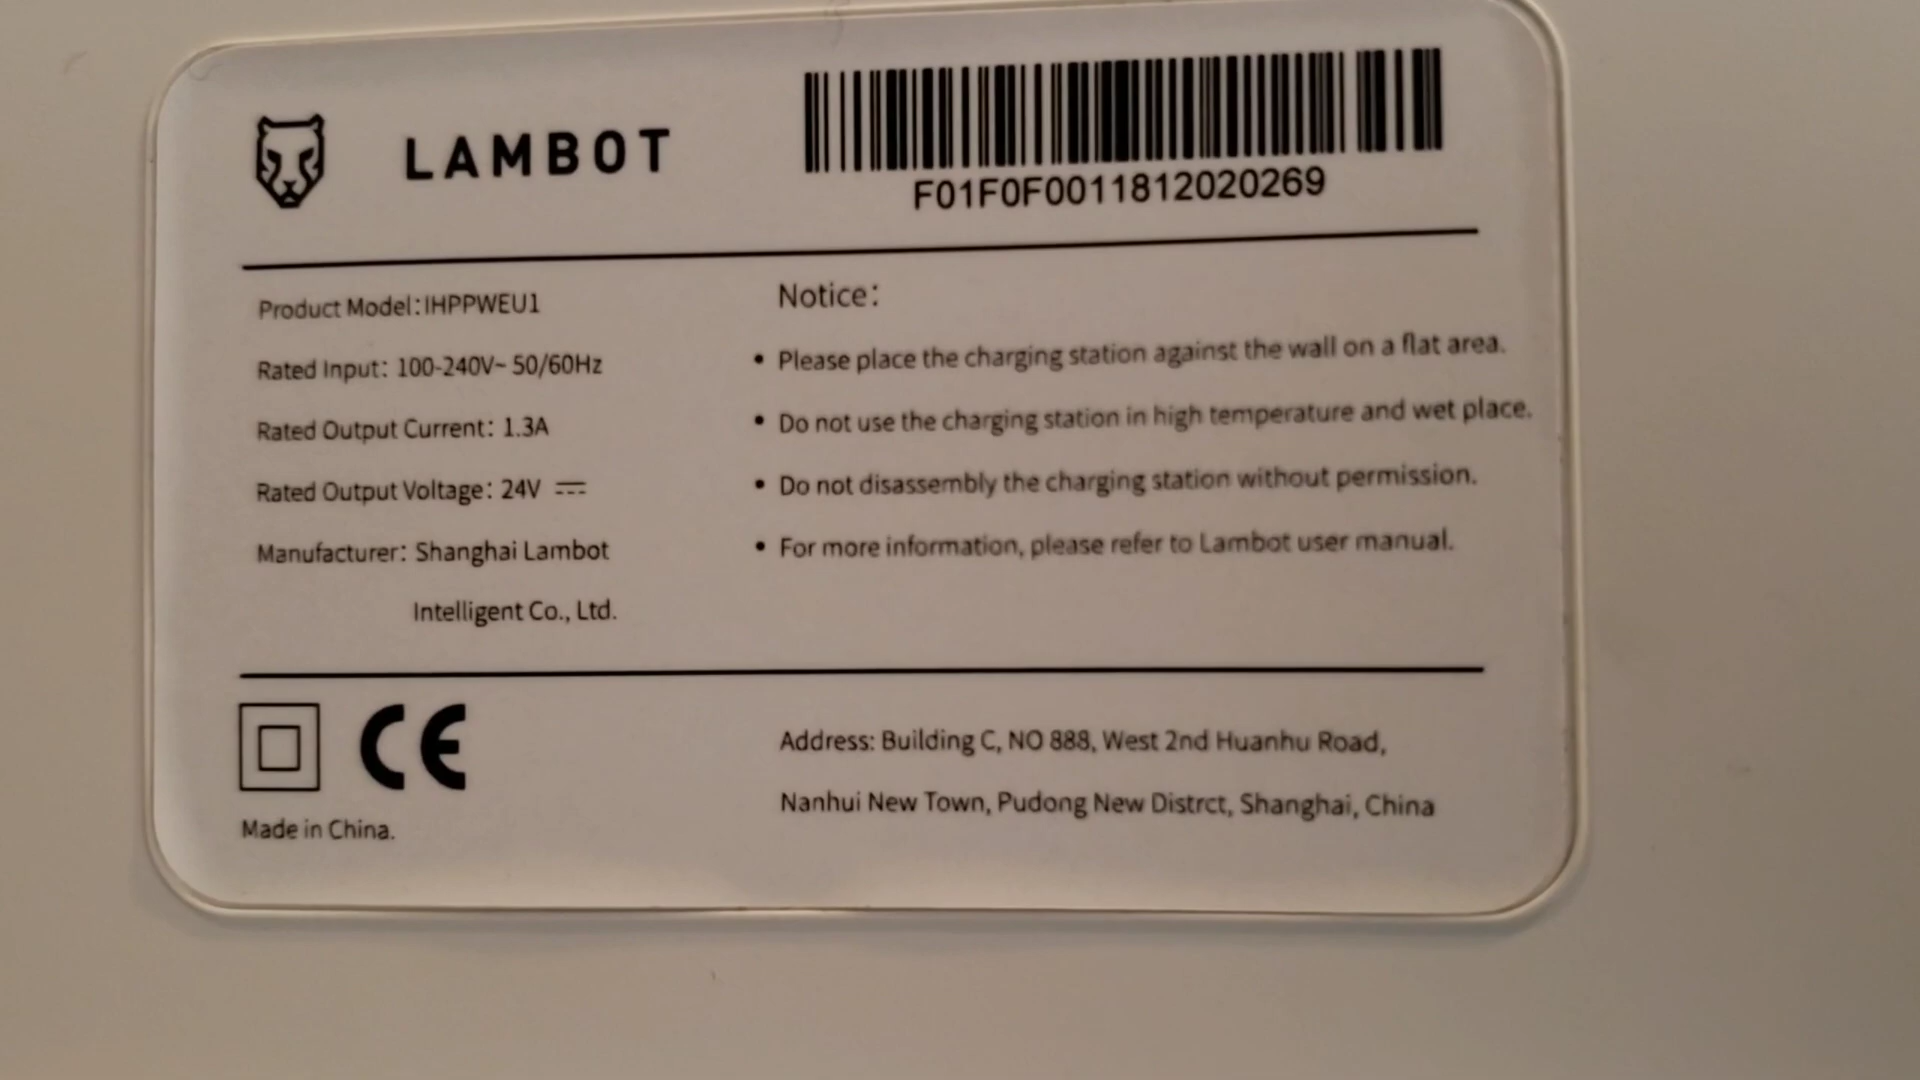 LAMBOT
F01F0F0011812020269
Product Model:IHPPWEU1
Rated Input: 100-240V~ 50/60Hz
Rated Output Current: 1.3A
Rated Output Voltage: 24V ⎓
Manufacturer: Shanghai Lambot
Intelligent Co., Ltd.
Notice:
• Please place the charging station against the wall on a flat area.
• Do not use the charging station in high temperature and wet place.
• Do not disassembly the charging station without permission.
• For more information, please refer to Lambot user manual.
CE
Made in China.
Address: Building C, NO 888, West 2nd Huanhu Road,
Nanhui New Town, Pudong New Distrct, Shanghai, China